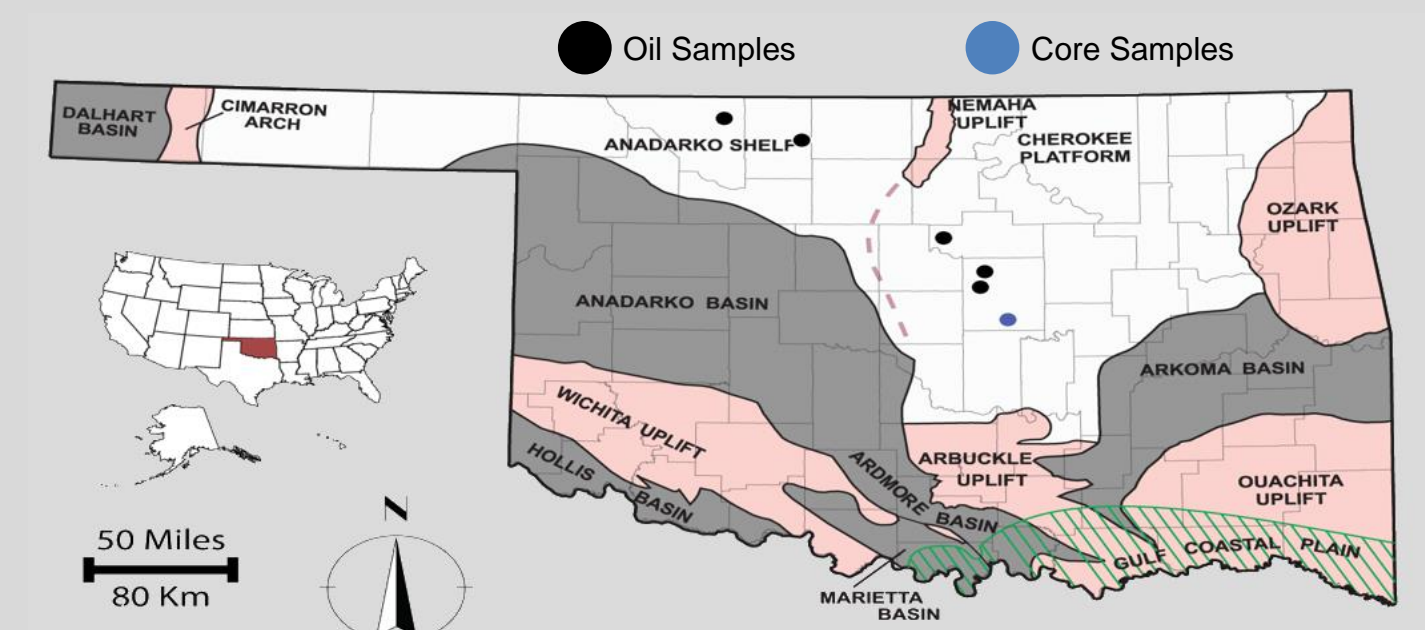 Oil Samples
Core Samples
DALHART
BASIN
CIMARRON
ARCH
ANADARKO SHELF
NEMAHA
UPLIFT
CHEROKEE
PLATFORM
OZARK
UPLIFT
ANADARKO BASIN
ARKOMA BASIN
WICHITA UPLIFT
HOLLIS BASIN
ARDMORE BASIN
ARBUCKLE
UPLIFT
OUACHITA
UPLIFT
GULF COASTAL PLAIN
MARIETTA
BASIN
N
50 Miles
80 Km